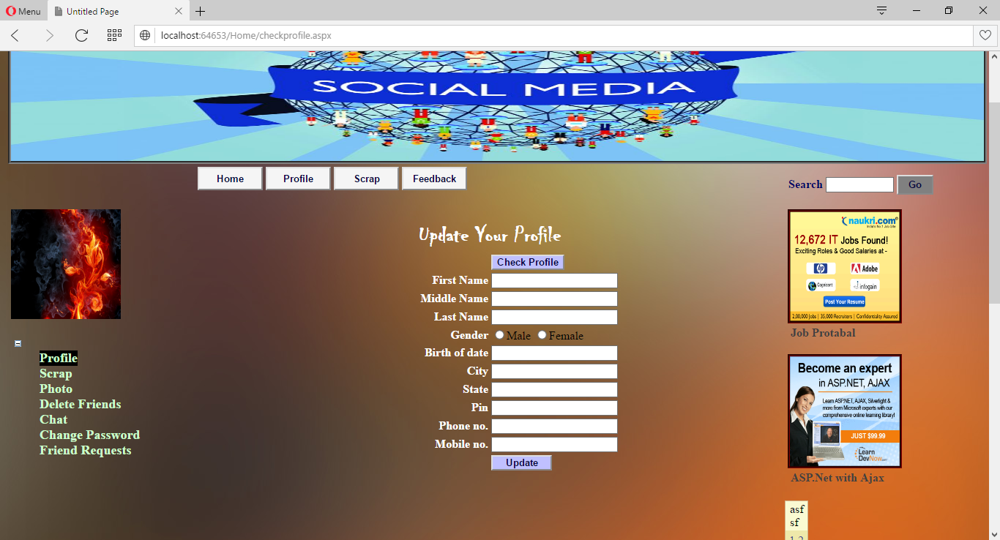 Menu
Untitled Page
localhost:64653/Home/checkprofile.aspx
SOCIAL MEDIA
Home
Profile
Scrap
Feedback
Search
Go
Update Your Profile
Check Profile
First Name
Middle Name
Last Name
Gender Male Female
Birth of date
City
State
Pin
Phone no.
Mobile no.
Update
Profile
Scrap
Photo
Delete Friends
Chat
Change Password
Friend Requests
naukri.com
India's No.1 Job Site
12,672 IT Jobs Found!
Exciting Roles & Good Salaries at -
hp
Adobe
Cognizant
infogain
Post Your Resume
2,00,000 Jobs | 35,000 Recruiters | Confidentiality Assured
Job Protabal
Become an expert
in ASP.NET, AJAX
Learn ASP.NET, AJAX, Silverlight &
more from Microsoft experts with our
comprehensive online learning library!
JUST $99.99
Learn
DevNow
ASP.Net with Ajax
asf
sf